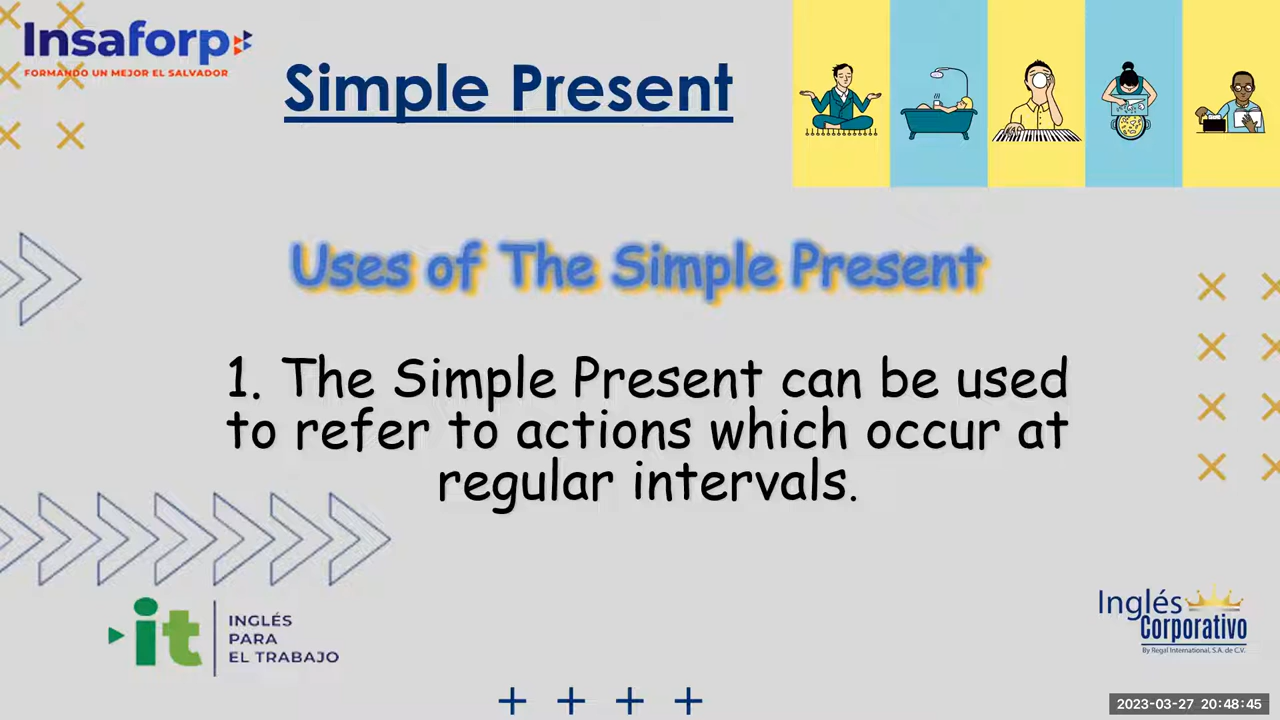 Insaforp
FORMANDO UN MEJOR EL SALVADOR
Simple Present
Uses of The Simple Present
1. The Simple Present can be used
to refer to actions which occur at
regular intervals.
it
INGLÉS
PARA
EL TRABAJO
Inglés
Corporativo
By Regal International, S.A. de C.V.
2023-03-27 20:48:45